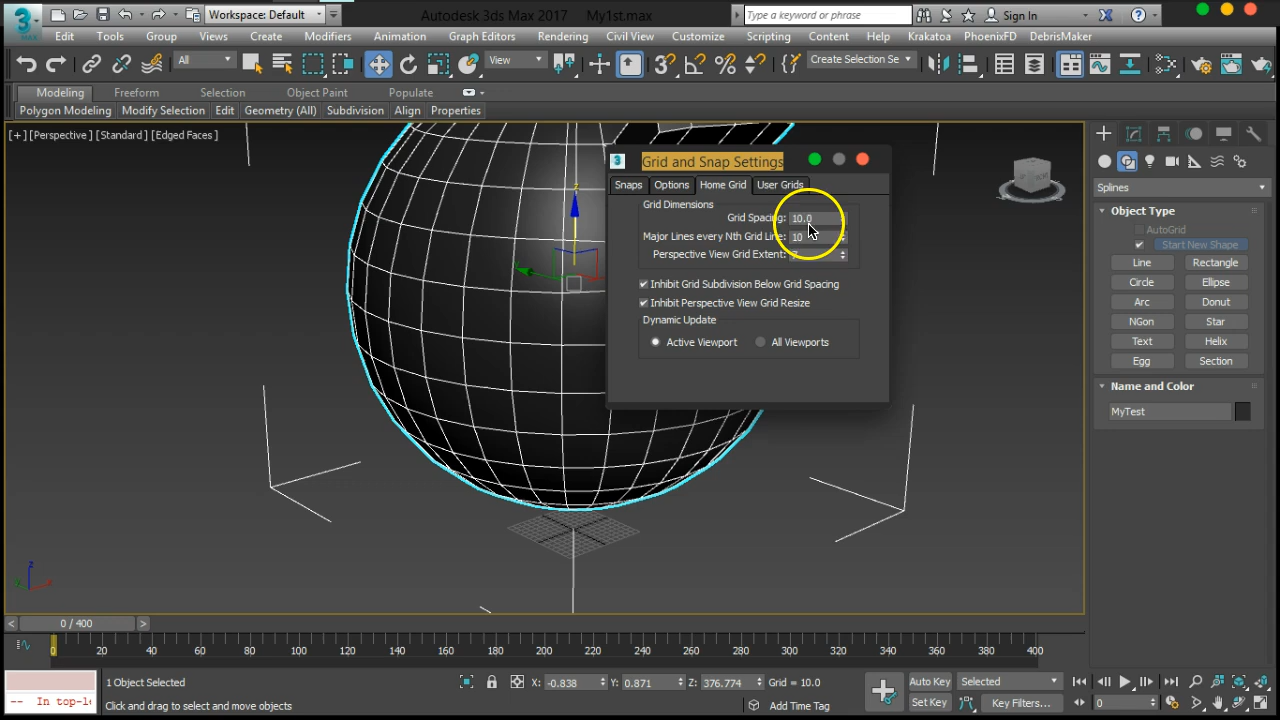 Workspace: Default
Autodesk 3ds Max 2017 My1st.max
Type a keyword or phrase
Sign In
MAX
Edit Tools Group Views Create Modifiers Animation Graph Editors Rendering Civil View Customize Scripting Content Help Krakatoa PhoenixFD DebrisMaker
All
View
Create Selection Se
Modeling Freeform Selection Object Paint Populate
Polygon Modeling Modify Selection Edit Geometry (All) Subdivision Align Properties
[+] [Perspective] [Standard] [Edged Faces]
Grid and Snap Settings
Snaps Options Home Grid User Grids
Grid Dimensions
Grid Spacing: 10.0
Major Lines every Nth Grid Line: 10
Perspective View Grid Extent:
Inhibit Grid Subdivision Below Grid Spacing
Inhibit Perspective View Grid Resize
Dynamic Update
Active Viewport All Viewports
Splines
Object Type
AutoGrid
Start New Shape
Line Rectangle
Circle Ellipse
Arc Donut
NGon Star
Text Helix
Egg Section
Name and Color
MyTest
z
y x
z
0 / 400
0 20 40 60 80 100 120 140 160 180 200 220 240 260 280 300 320 340 360 380 400
1 Object Selected
X: -0.838 Y: 0.871 Z: 376.774 Grid = 10.0
Auto Key Selected
-- In top-le
Click and drag to select and move objects
Add Time Tag
Set Key Key Filters...
0